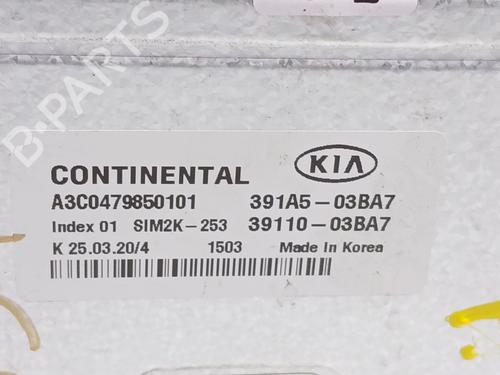 B-PARTS
CONTINENTAL KIA
A3C0479850101 391A5-03BA7
Index 01 SIM2K-253 39110-03BA7
K 25.03.20/4 1503 Made in Korea